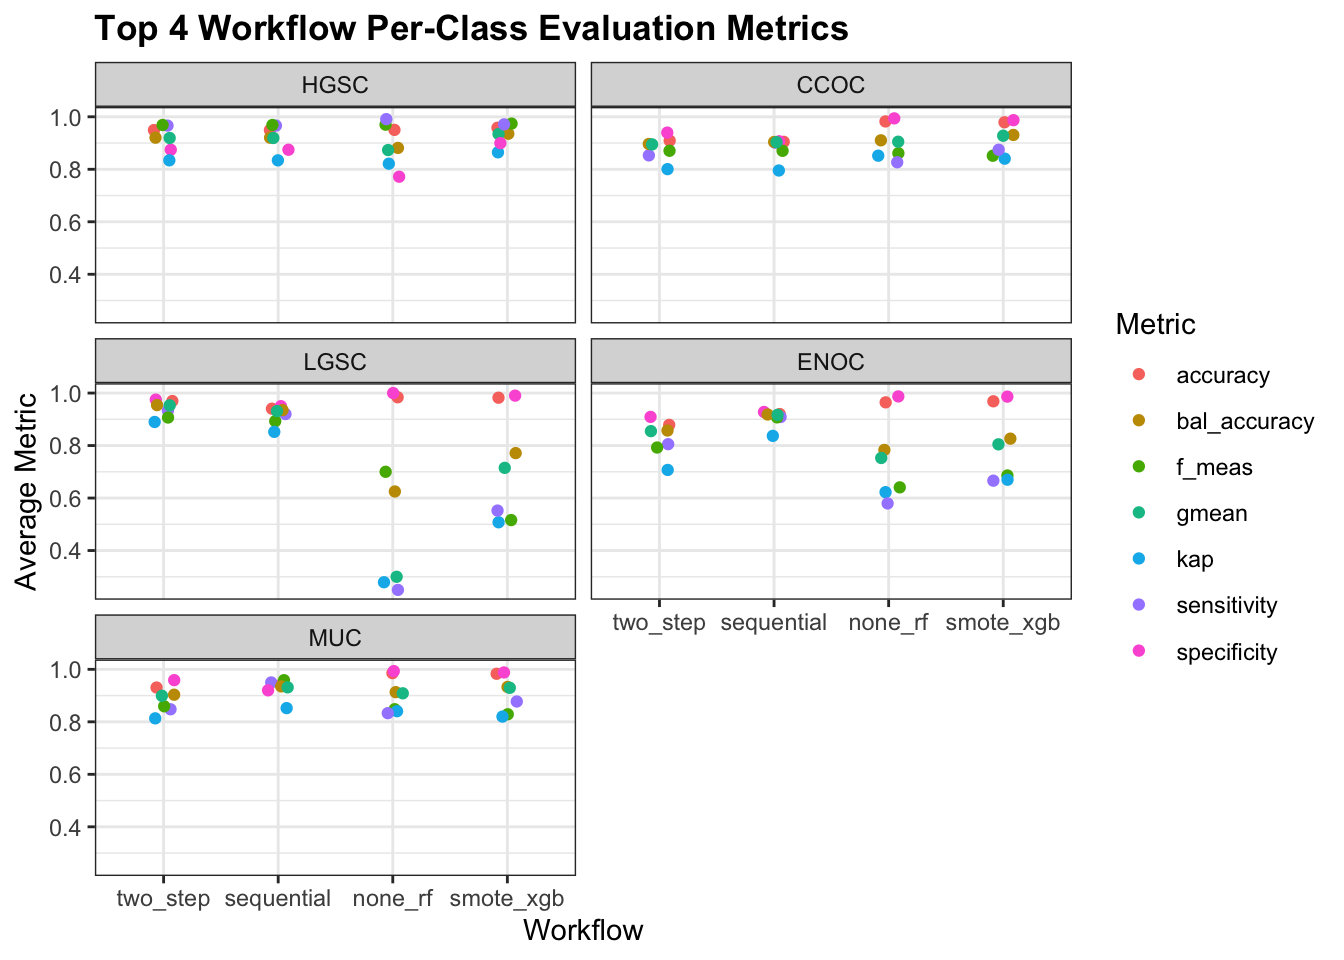 Top 4 Workflow Per-Class Evaluation Metrics
HGSC
CCOC
1.0
0.8
0.6
0.4
LGSC
ENOC
1.0
0.8
0.6
0.4
two_step sequential none_rf smote_xgb
MUC
1.0
0.8
0.6
0.4
two_step sequential none_rf smote_xgb
Workflow
Average Metric
Metric
accuracy
bal_accuracy
f_meas
gmean
kap
sensitivity
specificity